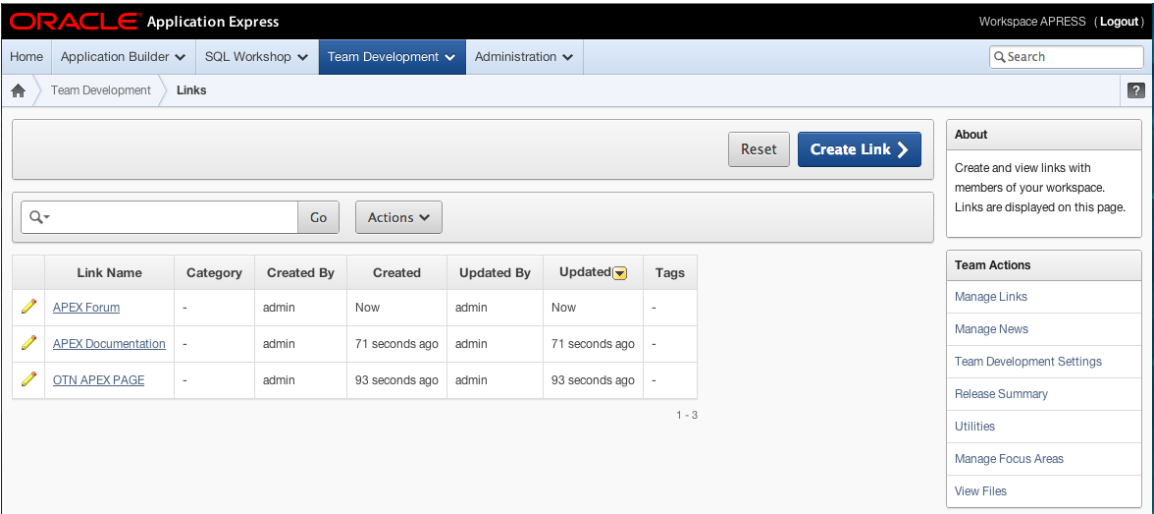 ORACLE Application Express
Workspace APRESS (Logout)
Home Application Builder SQL Workshop Team Development Administration Search
Team Development Links ?
Reset Create Link
Go Actions
Link Name Category Created By Created Updated By Updated Tags
APEX Forum - admin Now admin Now -
APEX Documentation - admin 71 seconds ago admin 71 seconds ago -
OTN APEX PAGE - admin 93 seconds ago admin 93 seconds ago -
1 - 3
About
Create and view links with
members of your workspace.
Links are displayed on this page.
Team Actions
Manage Links
Manage News
Team Development Settings
Release Summary
Utilities
Manage Focus Areas
View Files